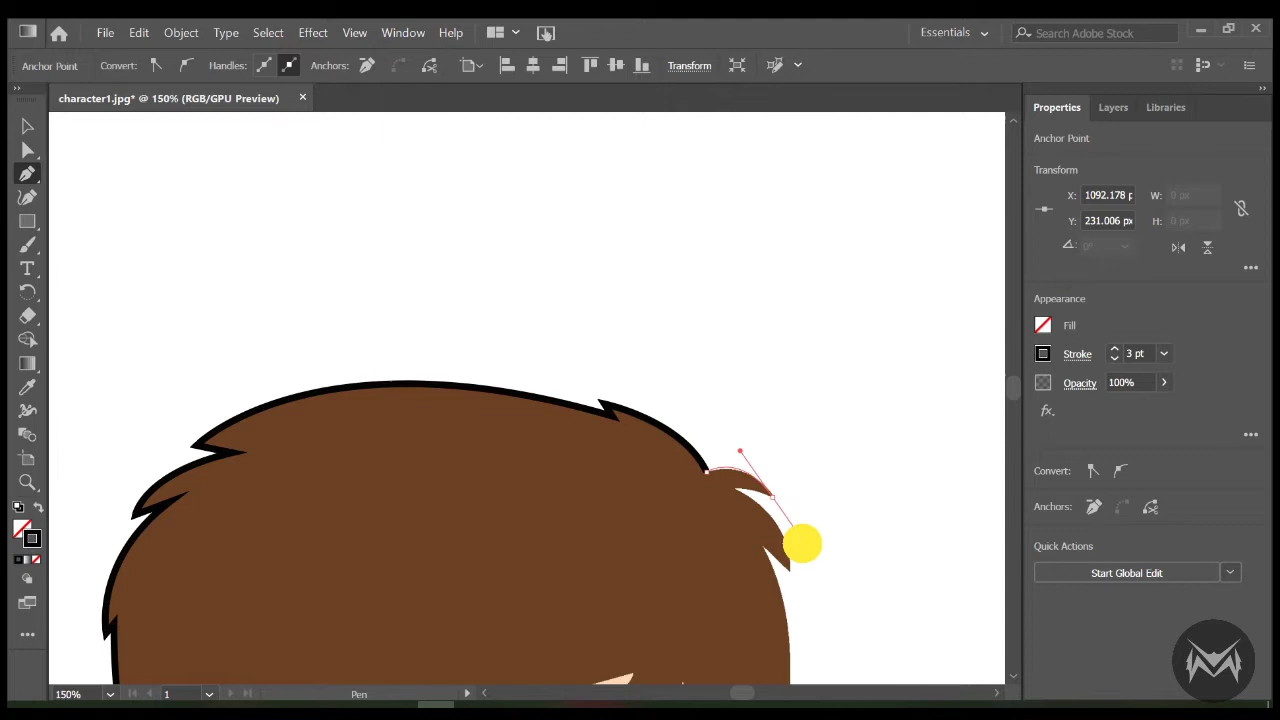 File Edit Object Type Select Effect View Window Help Essentials Search Adobe Stock
Anchor Point Convert: Handles: Anchors: Transform
character1.jpg* @ 150% (RGB/GPU Preview)
Properties Layers Libraries
Anchor Point
Transform
X: 1092.178 p W: 0 px
Y: 231.006 px H: 0 px
0°
Appearance
Fill
Stroke 3 pt
Opacity 100%
fx.
Convert:
Anchors:
Quick Actions
Start Global Edit
150% 1 Pen